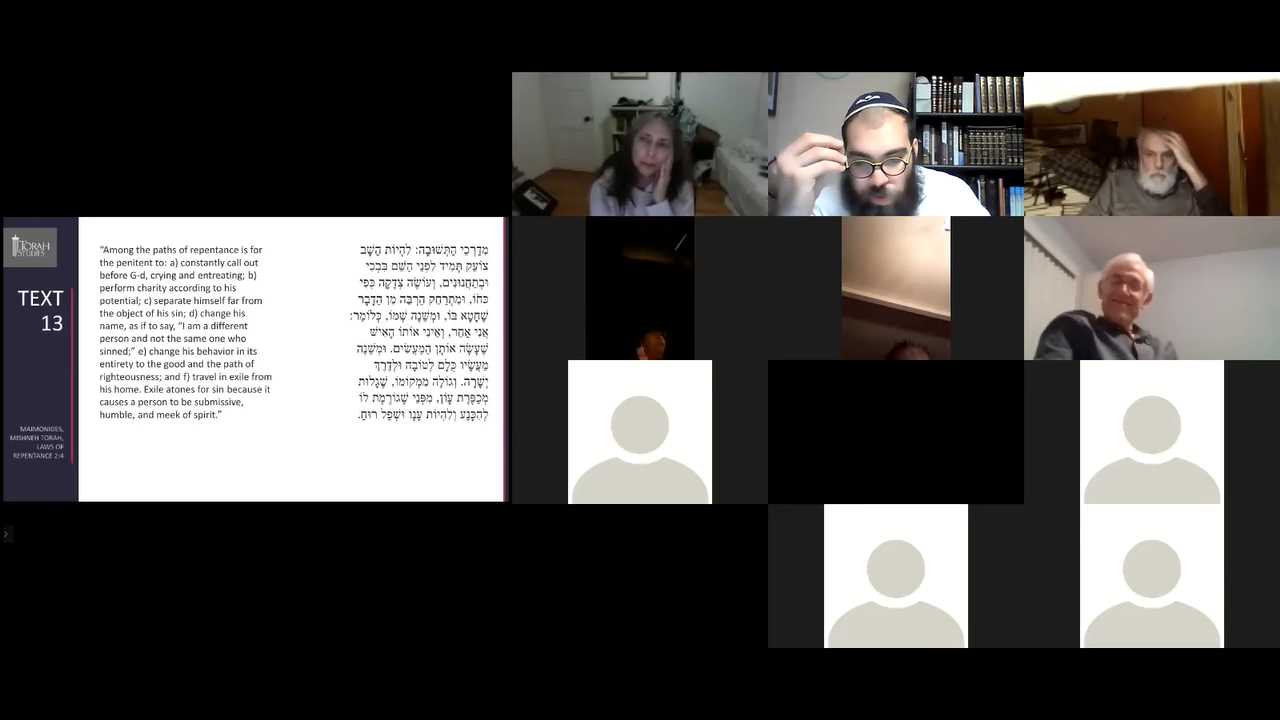 TORAH
STUDIES
TEXT
13
MAIMONIDES,
MISHNEH TORAH,
LAWS OF
REPENTANCE 2:4
“Among the paths of repentance is for
the penitent to: a) constantly call out
before G-d, crying and entreating; b)
perform charity according to his
potential; c) separate himself far from
the object of his sin; d) change his
name, as if to say, “I am a different
person and not the same one who
sinned;” e) change his behavior in its
entirety to the good and the path of
righteousness; and f) travel in exile from
his home. Exile atones for sin because it
causes a person to be submissive,
humble, and meek of spirit.”
מִדַּרְכֵי הַתְּשׁוּבָה: לִהְיוֹת הַשָּׁב
צוֹעֵק תָּמִיד לִפְנֵי הַשֵּׁם בִּבְכִי
וּבְתַחֲנוּנִים, וְעוֹשֶׂה צְדָקָה כְּפִי
כֹּחוֹ, וּמִתְרַחֵק הַרְבֵּה מִן הַדָּבָר
שֶׁחָטָא בּוֹ, וּמְשַׁנֶּה שְׁמוֹ, כְּלוֹמַר:
אֲנִי אַחֵר, וְאֵינִי אוֹתוֹ הָאִישׁ
שֶׁעָשָׂה אוֹתָן הַמַּעֲשִׂים. וּמְשַׁנֶּה
מַעֲשָׂיו כֻּלָּם לְטוֹבָה וּלְדֶרֶךְ
יְשָׁרָה. וְגוֹלֶה מִמְּקוֹמוֹ, שֶׁגָּלוּת
מְכַפֶּרֶת עָוֹן, מִפְּנֵי שֶׁגּוֹרֶמֶת לוֹ
לְהִכָּנַע וְלִהְיוֹת עָנָו וּשְׁפַל רוּחַ.